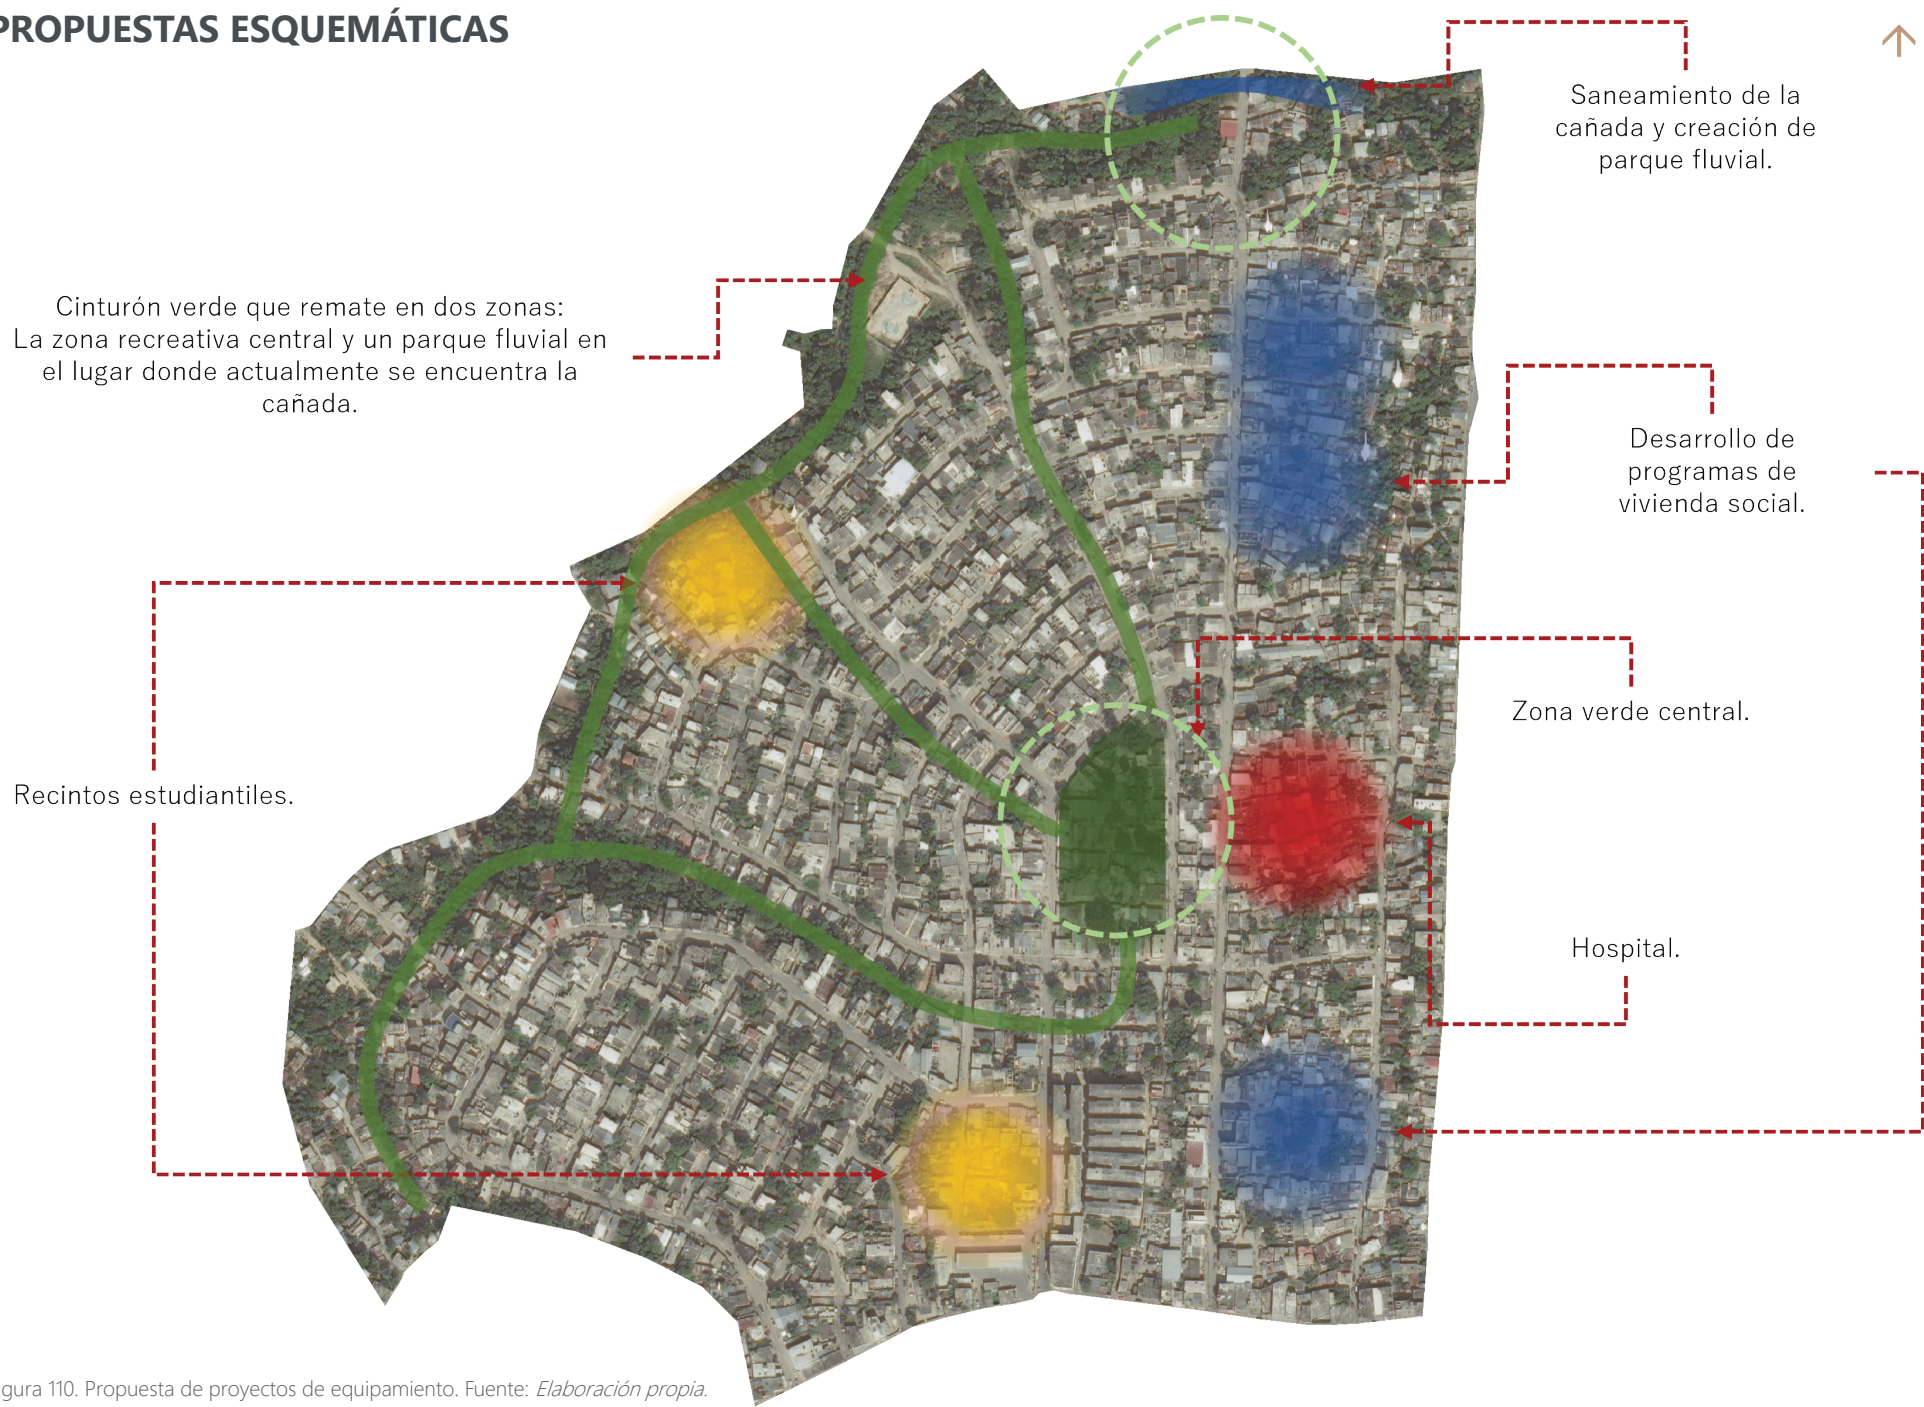 PROPUESTAS ESQUEMÁTICAS
Saneamiento de la
cañada y creación de
parque fluvial.
Cinturón verde que remate en dos zonas:
La zona recreativa central y un parque fluvial en
el lugar donde actualmente se encuentra la
cañada.
Desarrollo de
programas de
vivienda social.
Zona verde central.
Recintos estudiantiles.
Hospital.
gura 110. Propuesta de proyectos de equipamiento. Fuente: Elaboración propia.